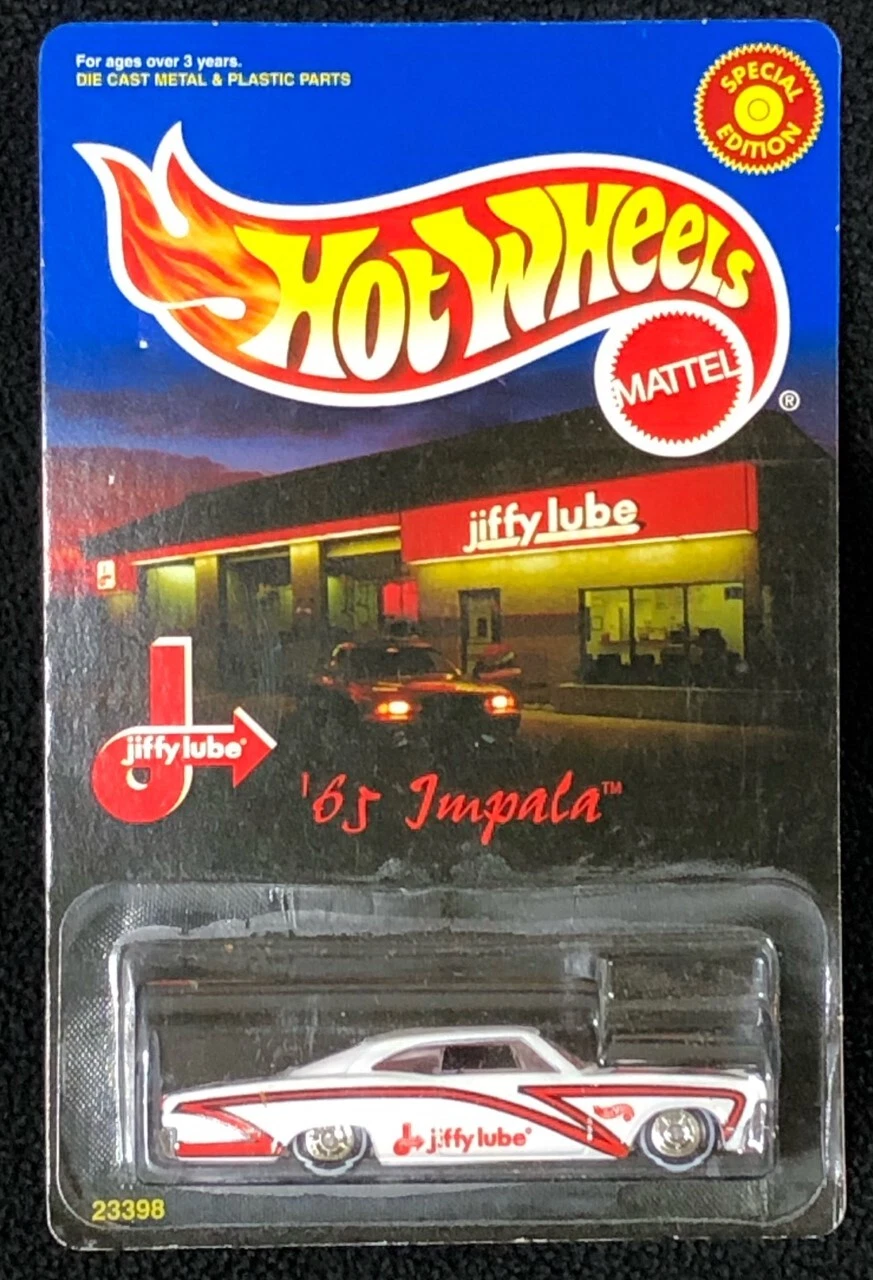 For ages over 3 years.
DIE CAST METAL & PLASTIC PARTS
SPECIAL
EDITION
HOT WHEELS
MATTEL
®
jiffy lube
jiffy lube®
'65 Impala™
jiffy lube®
23398